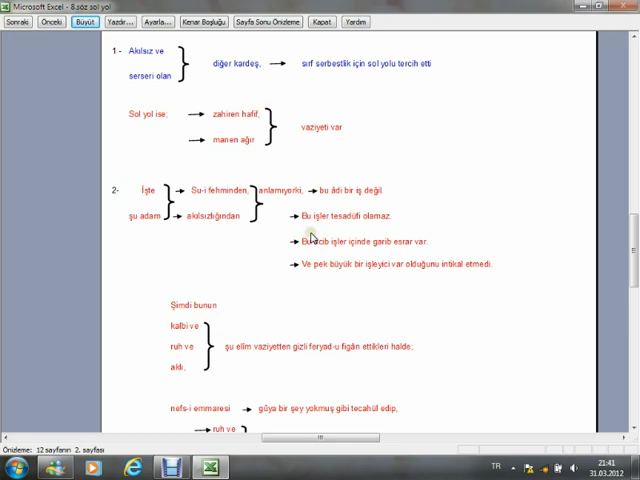 Microsoft Excel - 8.söz sol yol
Sonraki Önceki Büyüt Yazdır... Ayarla... Kenar Boşluğu Sayfa Sonu Önizleme Kapat Yardım
1 - Akılsız ve
diğer kardeş, sırf serbestlik için sol yolu tercih etti
serseri olan
Sol yol ise; zahiren hafif,
vaziyeti var
manen ağır
2- İşte Su-i fehminden, anlamıyorki, bu âdi bir iş değil.
şu adam akılsızlığından Bu işler tesadüfi olamaz.
Bu acib işler içinde garib esrar var.
Ve pek büyük bir işleyici var olduğunu intikal etmedi.
Şimdi bunun
kalbi ve
ruh ve şu elîm vaziyetten gizli feryad-u figân ettikleri halde;
aklı,
nefs-i emmaresi gûya bir şey yokmuş gibi tecahül edip,
ruh ve
Önizleme: 12 sayfanın 2. sayfası
TR 21:41
31.03.2012